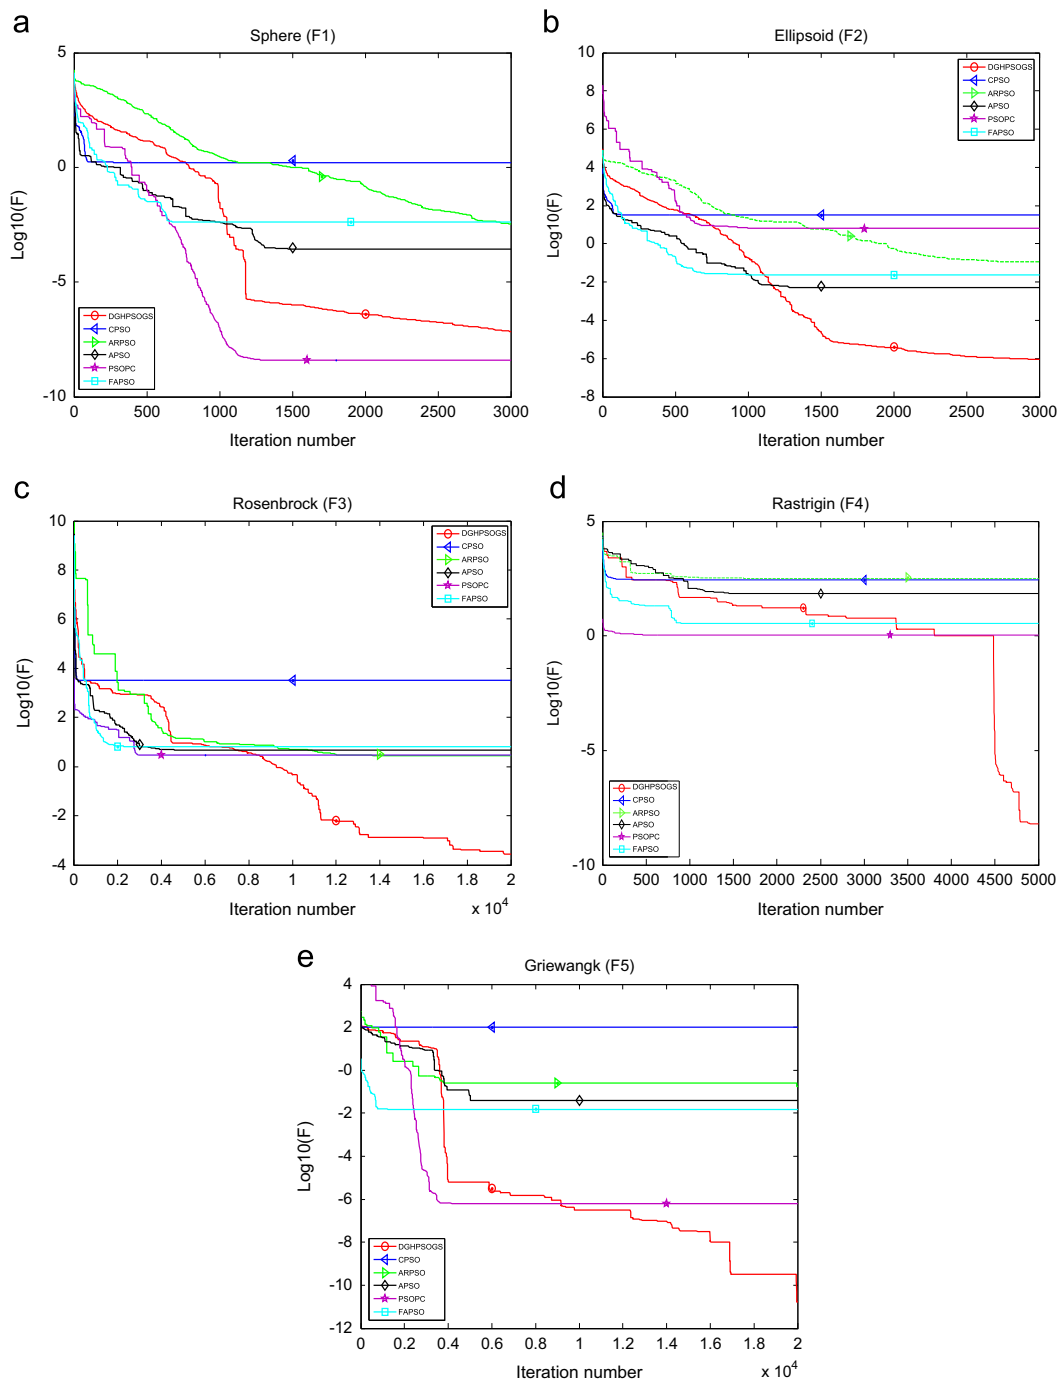 a
Sphere (F1)
5
0
-5
-10
Log10(F)
DGHPSOGS
CPSO
ARPSO
APSO
PSOPC
FAPSO
0 500 1000 1500 2000 2500 3000
Iteration number
b
Ellipsoid (F2)
10
8
6
4
2
0
-2
-4
-6
-8
Log10(F)
DGHPSOGS
CPSO
ARPSO
APSO
PSOPC
FAPSO
0 500 1000 1500 2000 2500 3000
Iteration number
c
Rosenbrock (F3)
10
8
6
4
2
0
-2
-4
Log10(F)
DGHPSOGS
CPSO
ARPSO
APSO
PSOPC
FAPSO
0 0.2 0.4 0.6 0.8 1 1.2 1.4 1.6 1.8 2
Iteration number
x 10^4
d
Rastrigin (F4)
5
0
-5
-10
Log10(F)
DGHPSOGS
CPSO
ARPSO
APSO
PSOPC
FAPSO
0 500 1000 1500 2000 2500 3000 3500 4000 4500 5000
Iteration number
e
Griewangk (F5)
4
2
-0
-2
-4
-6
-8
-10
-12
Log10(F)
DGHPSOGS
CPSO
ARPSO
APSO
PSOPC
FAPSO
0 0.2 0.4 0.6 0.8 1 1.2 1.4 1.6 1.8 2
Iteration number
x 10^4